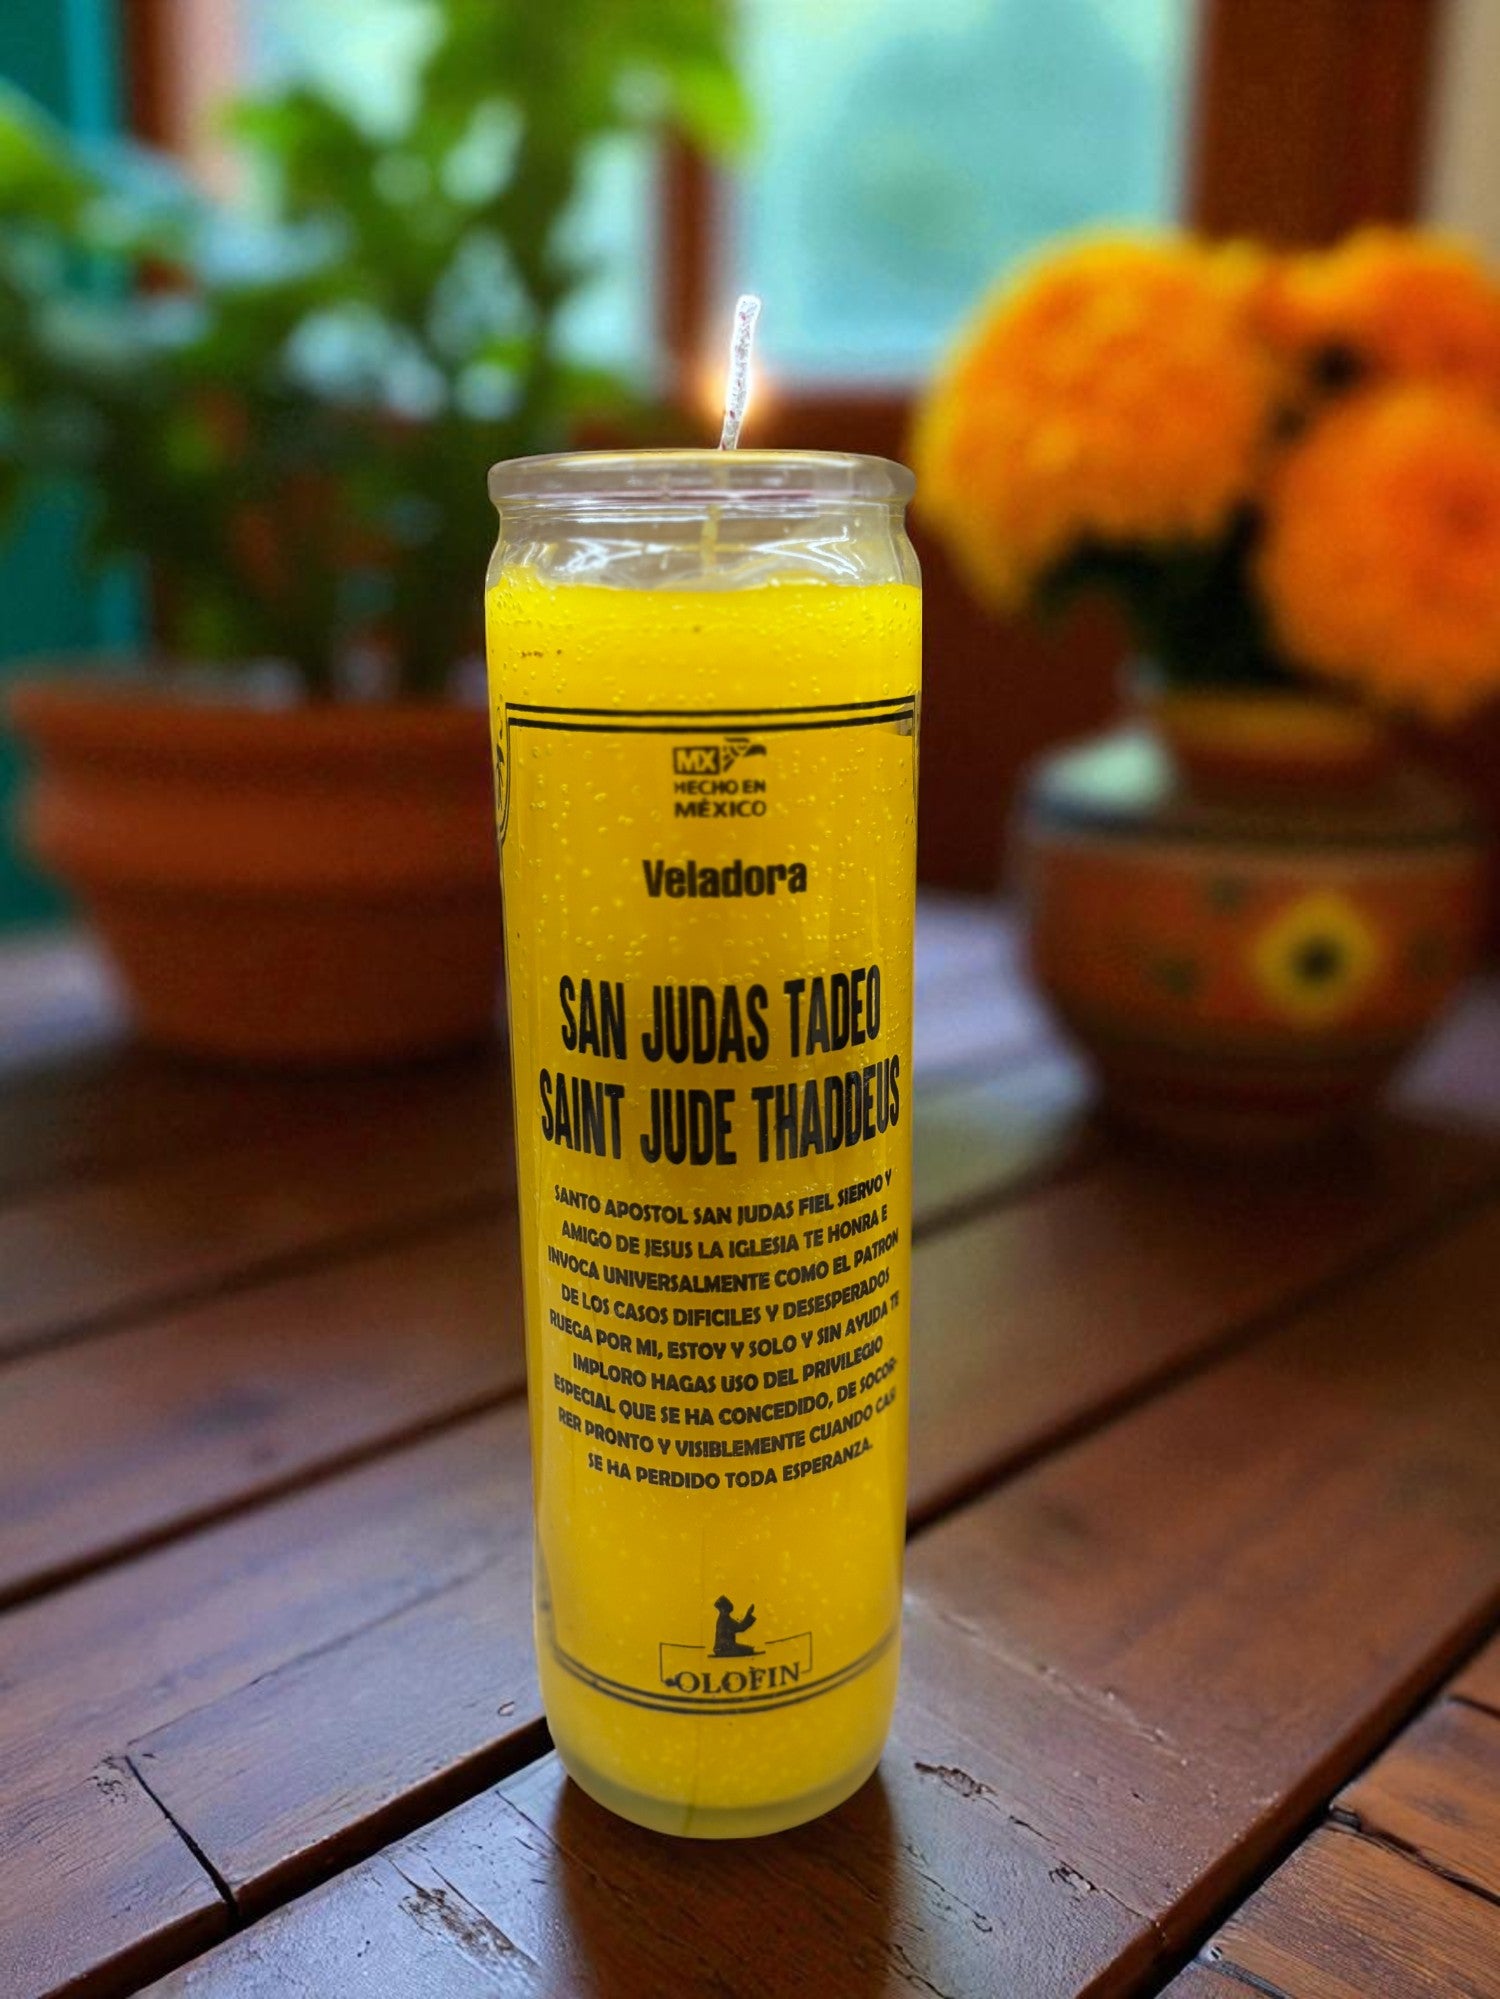 MX
HECHO EN
MÉXICO
Veladora
SAN JUDAS TADEO
SAINT JUDE THADDEUS
SANTO APOSTOL SAN JUDAS FIEL SIERVO Y
AMIGO DE JESUS LA IGLESIA TE HONRA E
INVOCA UNIVERSALMENTE COMO EL PATRON
DE LOS CASOS DIFICILES Y DESESPERADOS
RUEGA POR MI, ESTOY Y SOLO Y SIN AYUDA TE
IMPLORO HAGAS USO DEL PRIVILEGIO
ESPECIAL QUE SE HA CONCEDIDO, DE SOCOR-
RER PRONTO Y VISIBLEMENTE CUANDO CASI
SE HA PERDIDO TODA ESPERANZA.
OLOFIN